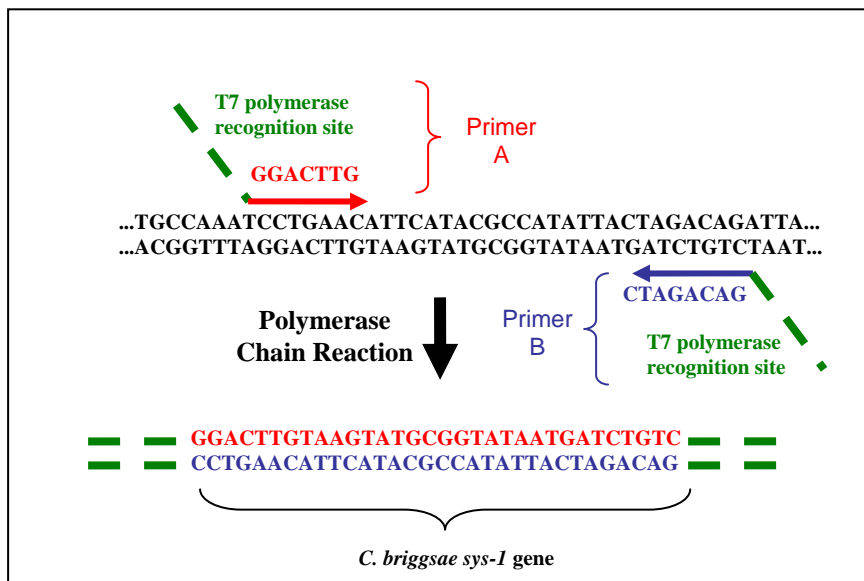 T7 polymerase
recognition site
Primer
A
GGACTTG
...TGCCAAATCCTGAACATTCATACGCCATATTACTAGACAGATTA...
...ACGGTTTAGGACTTGTAAGTATGCGGTATAATGATCTGTCTAAT...
CTAGACAG
Polymerase
Chain Reaction
Primer
B
T7 polymerase
recognition site
GGACTTGTAAGTATGCGGTATAATGATCTGTC
CCTGAACATTCATACGCCATATTACTAGACAG
C. briggsae sys-1 gene